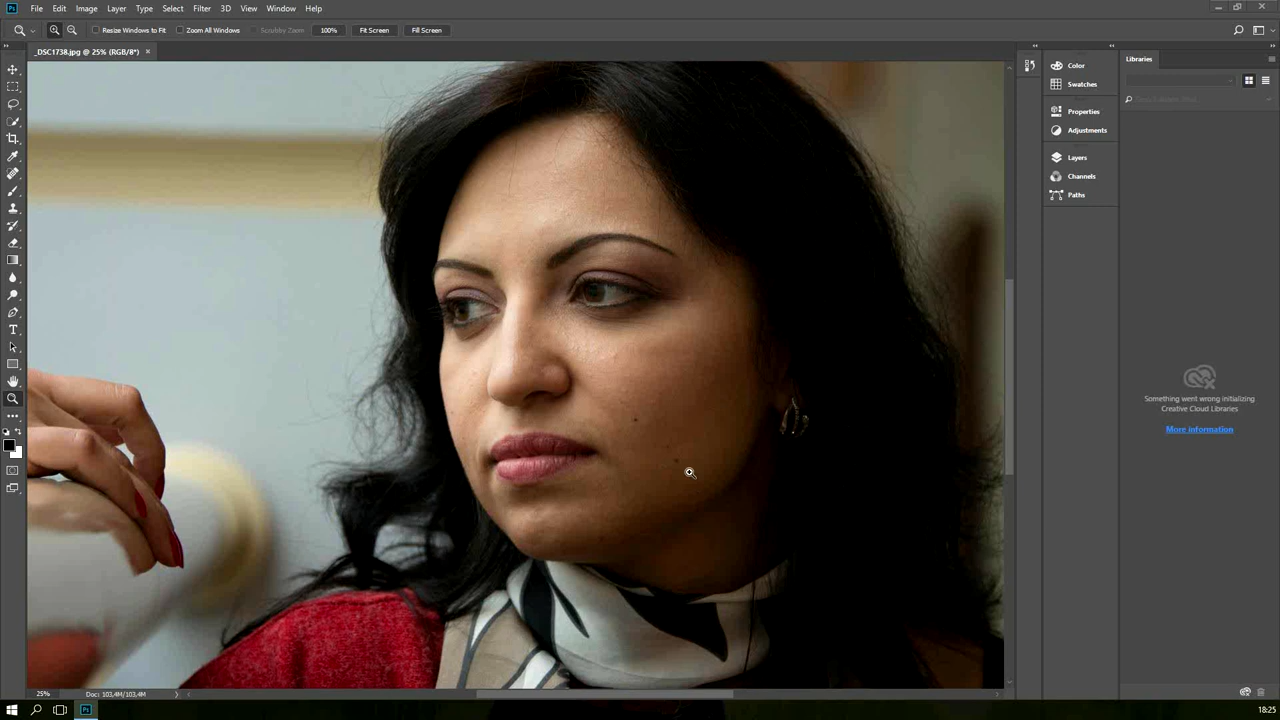 Ps File Edit Image Layer Type Select Filter 3D View Window Help
Resize Windows to Fit Zoom All Windows Scrubby Zoom 100% Fit Screen Fill Screen
_DSC1738.jpg @ 25% (RGB/8*) ×
Color
Swatches
Properties
Adjustments
Layers
Channels
Paths
Libraries
Something went wrong initializing
Creative Cloud Libraries
More information
25% Doc: 103,4M/103,4M
Ps 18:25